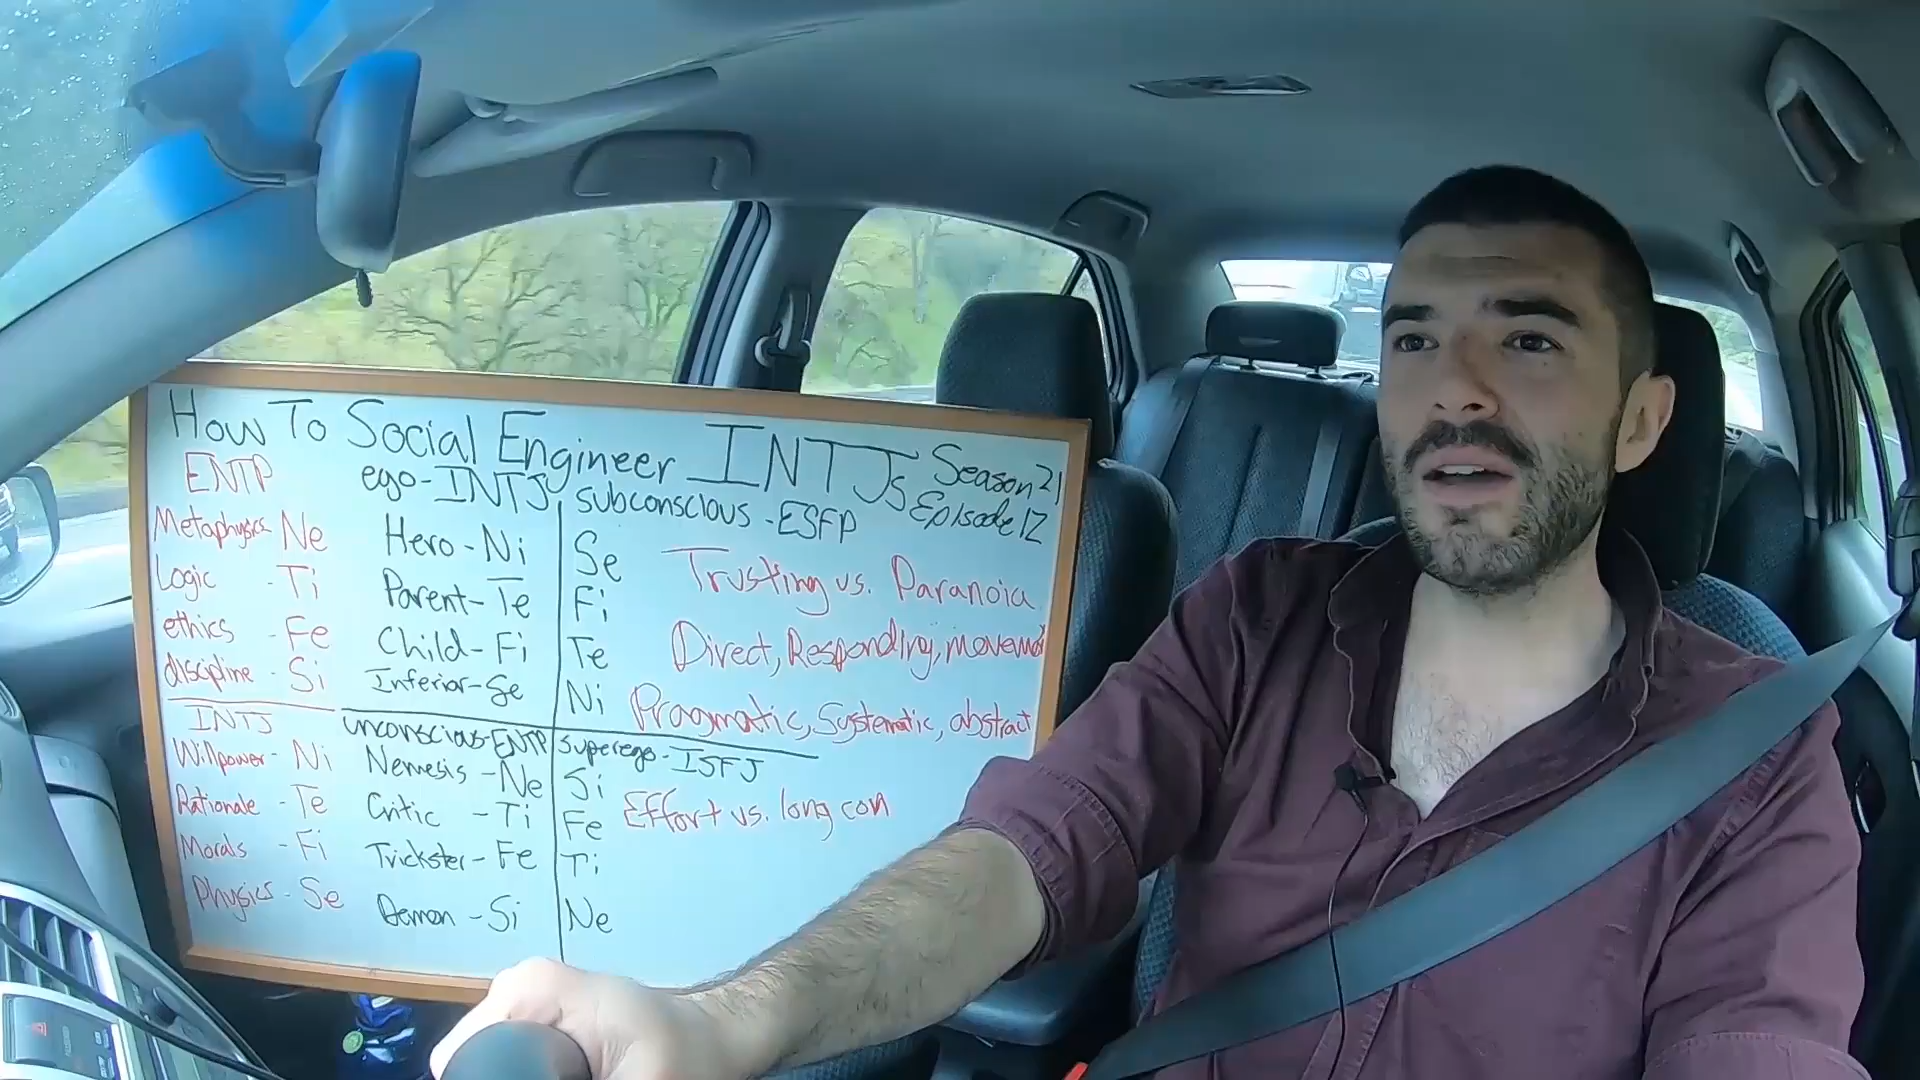 How To Social Engineer INTJs Season 21
Episode 12
ENTP
Metaphysics Ne
Logic - Ti
ethics - Fe
discipline - Si
INTJ
Willpower - Ni
Rationale - Te
Morals - Fi
Physics - Se
ego - INTJ
Hero - Ni
Parent - Te
Child - Fi
Inferior - Se
subconscious - ESFP
Se
Fi
Te
Ni
unconscious - ENTP
Nemesis - Ne
Critic - Ti
Trickster - Fe
Demon - Si
superego - ISFJ
Si
Fe
Ti
Ne
Trusting vs. Paranoia
Direct, Responding,
Pragmatic, Systematic, abstract
Effort vs. long con